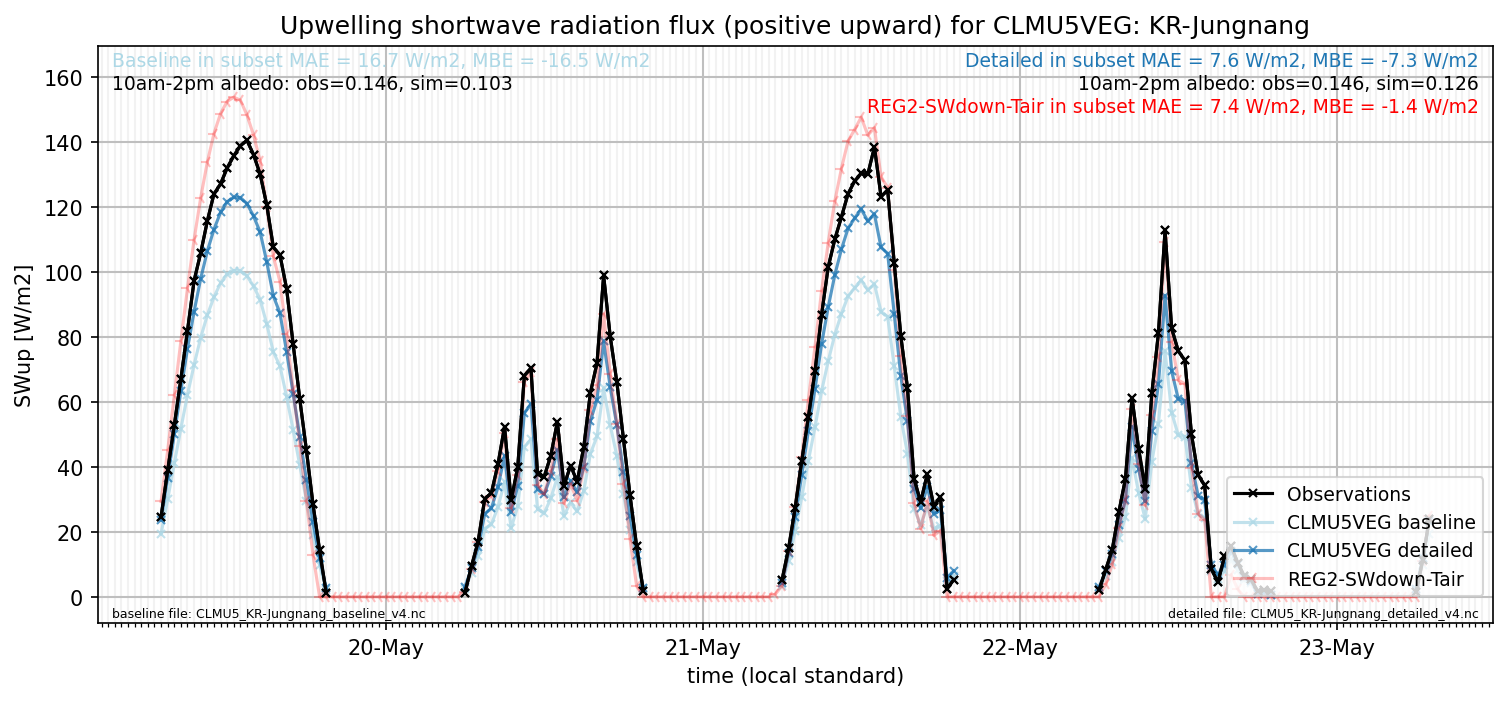 Upwelling shortwave radiation flux (positive upward) for CLMU5VEG: KR-Jungnang
Baseline in subset MAE = 16.7 W/m2, MBE = -16.5 W/m2
10am-2pm albedo: obs=0.146, sim=0.103
Detailed in subset MAE = 7.6 W/m2, MBE = -7.3 W/m2
10am-2pm albedo: obs=0.146, sim=0.126
REG2-SWdown-Tair in subset MAE = 7.4 W/m2, MBE = -1.4 W/m2
SWup [W/m2]
160
140
120
100
80
60
40
20
0
Observations
CLMU5VEG baseline
CLMU5VEG detailed
REG2-SWdown-Tair
baseline file: CLMU5_KR-Jungnang_baseline_v4.nc
detailed file: CLMU5_KR-Jungnang_detailed_v4.nc
20-May
21-May
22-May
23-May
time (local standard)